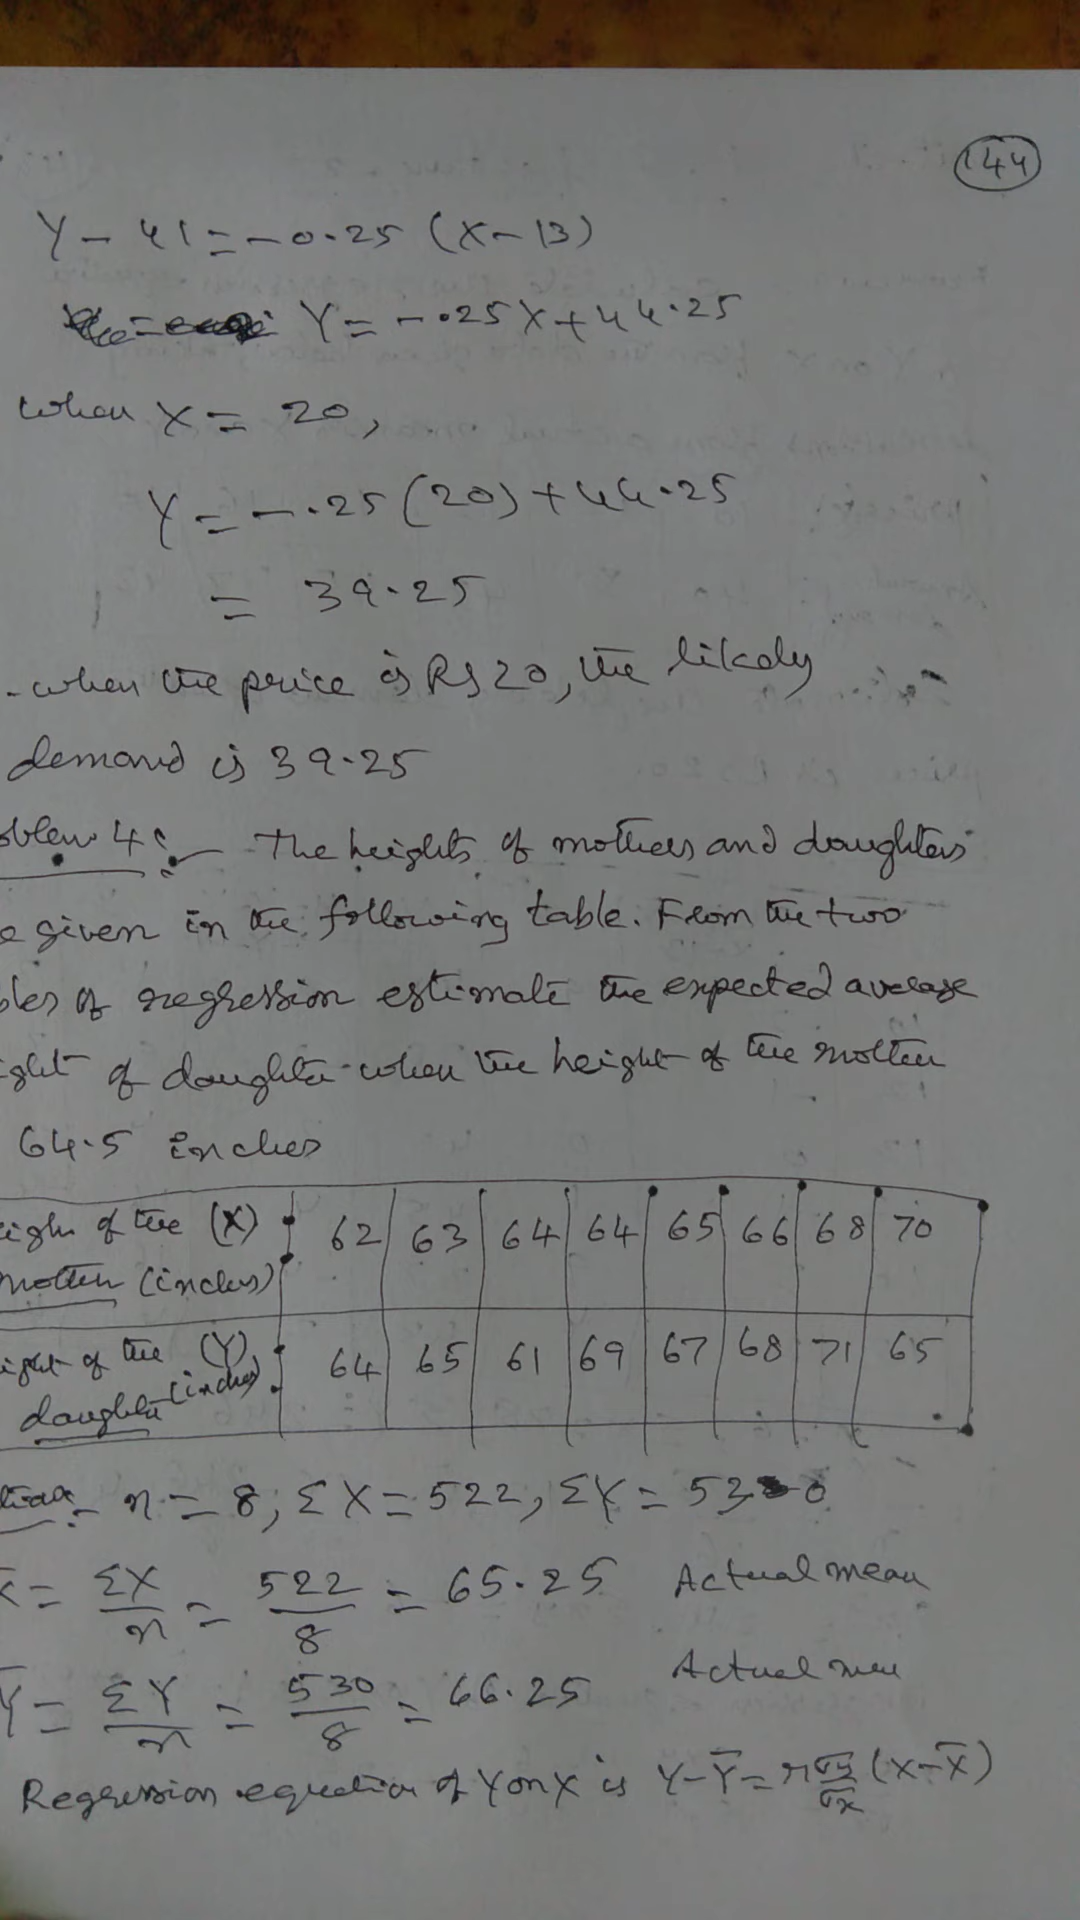 144
Y - 41 = -0.25 (X-13)
Y = -.25X + 44.25
when X = 20,
Y = -.25 (20) + 44.25
= 39.25
. when the price is Rs 20, the likely
demand is 39.25
oblem 4 :- The heights of mothers and daughters
e given in the following table. From the two
bles of regression estimate the expected average
ight of daughter when the height of the mother
64.5 inches
eight of the (X) : 62 63 64 64 65 66 68 70
mother (inches)
ight of the (Y) : 64 65 61 69 67 68 71 65
daughter (inches)
n = 8, ΣX = 522, ΣY = 530
X̄ = ΣX/n = 522/8 = 65.25 Actual mean
Ȳ = ΣY/n = 530/8 = 66.25 Actual mea
Regression equation of Y on X is Y-Ȳ = r σy/σx (X-X̄)